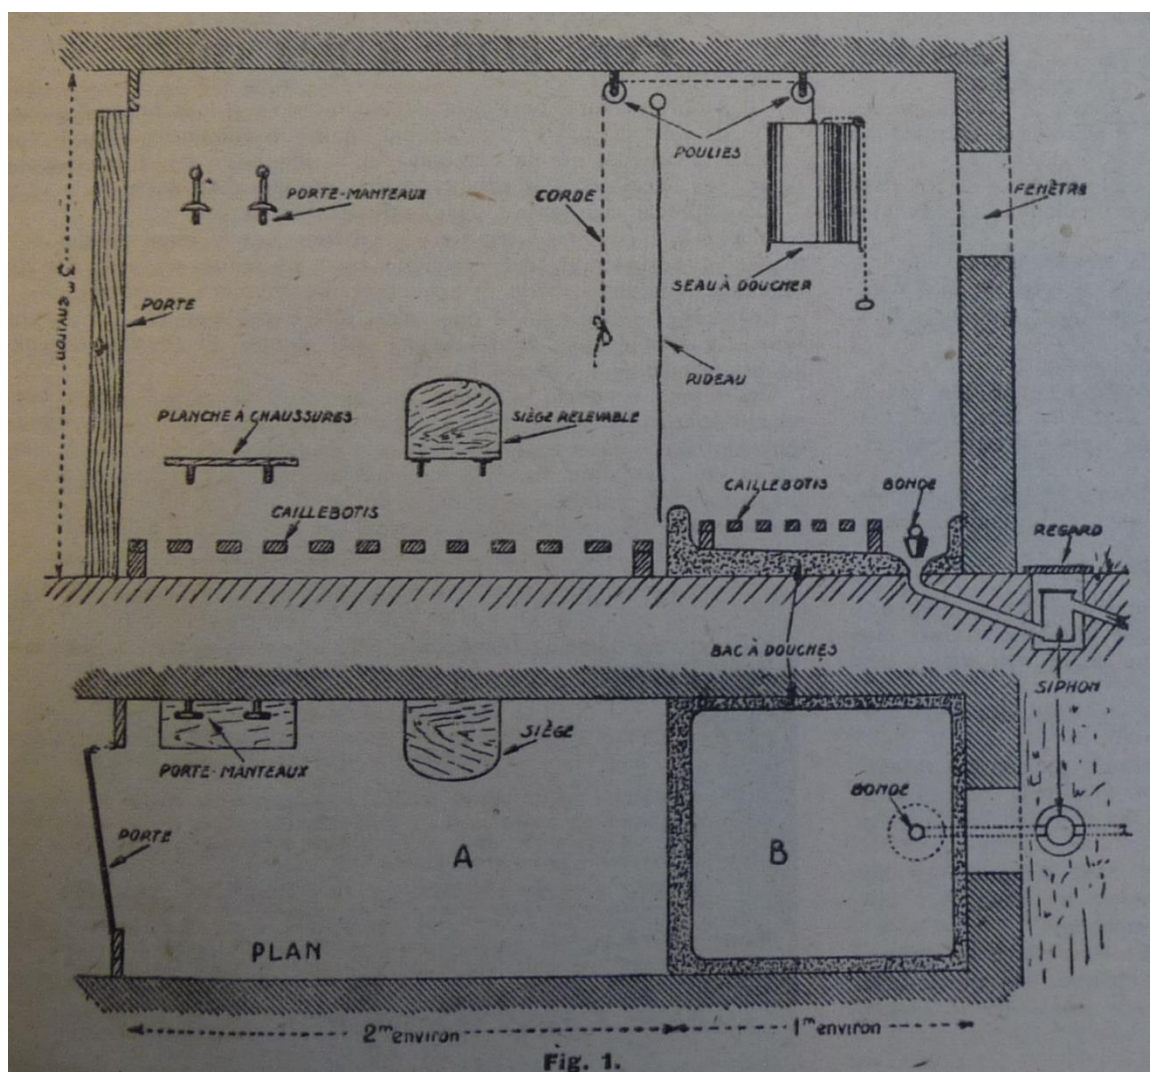 POULIES
PORTE-MANTEAUX
CORDE
FENÊTRE
3m environ
PORTE
SEAU À DOUCHER
RIDEAU
PLANCHE À CHAUSSURES
SIÈGE RELEVABLE
CAILLEBOTIS
CAILLEBOTIS
BONDE
REGARD
BAC À DOUCHES
SIPHON
PORTE-MANTEAUX
SIÈGE
BONDE
PORTE
A
B
PLAN
2m environ
1m environ
Fig. 1.